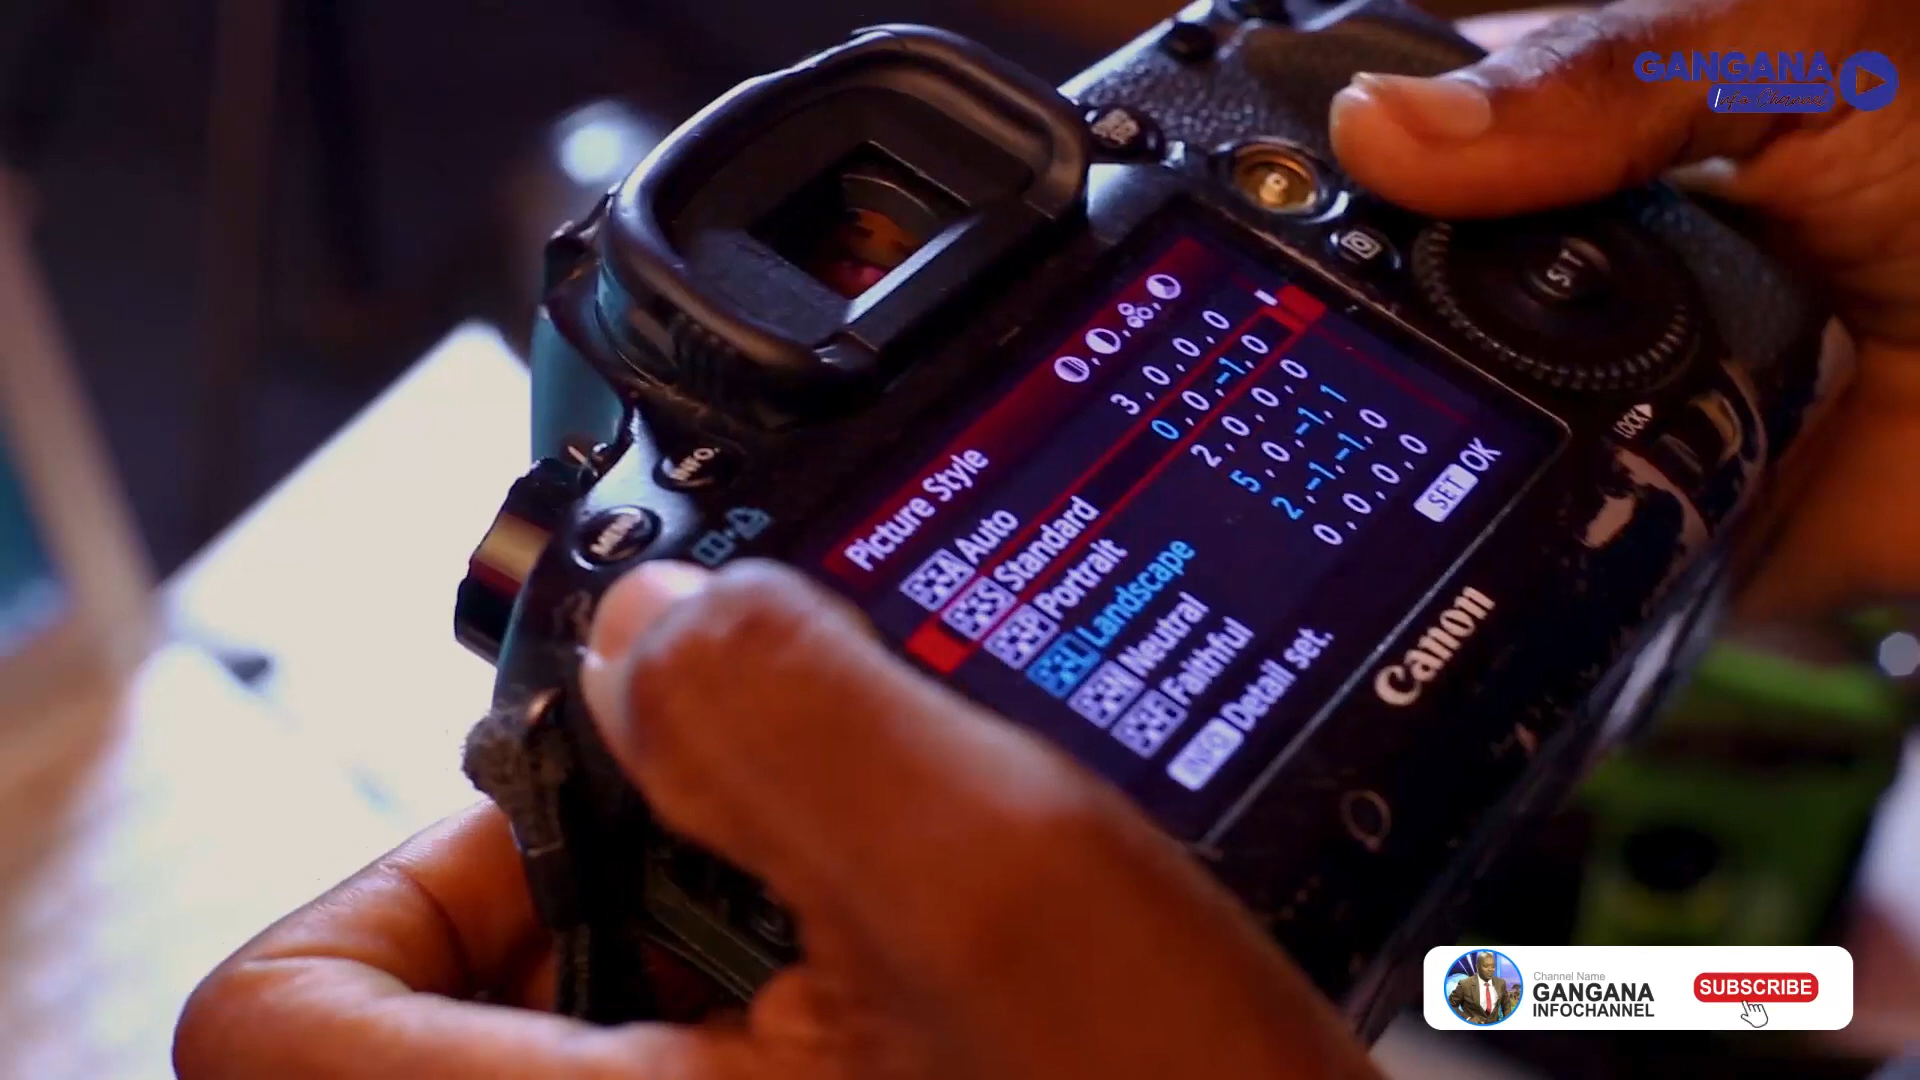 GANGANA
Info Channel
SET
LOCK
INFO.
MENU
Picture Style
Auto 3, 0, 0, 0
Standard 0, 0, -1, 0
Portrait 2, 0, 0, 0
Landscape 5, 0, -1, 1
Neutral 2, -1, -1, 0
Faithful 0, 0, 0, 0
INFO. Detail set.
SET OK
Canon
Channel Name
GANGANA
INFOCHANNEL
SUBSCRIBE